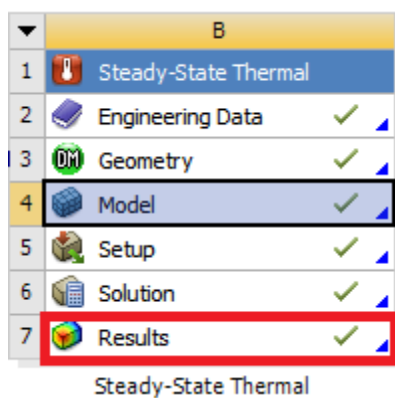 B
1 Steady-State Thermal
2 Engineering Data
3 DM Geometry
4 Model
5 Setup
6 Solution
7 Results
Steady-State Thermal